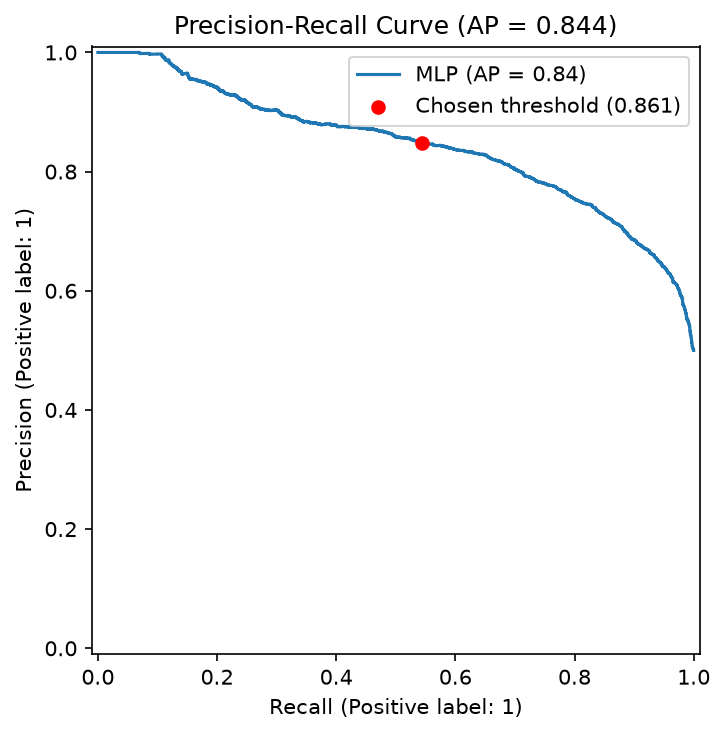 Precision-Recall Curve (AP = 0.844)
MLP (AP = 0.84)
Chosen threshold (0.861)
1.0
0.8
0.6
0.4
0.2
0.0
Precision (Positive label: 1)
0.0 0.2 0.4 0.6 0.8 1.0
Recall (Positive label: 1)